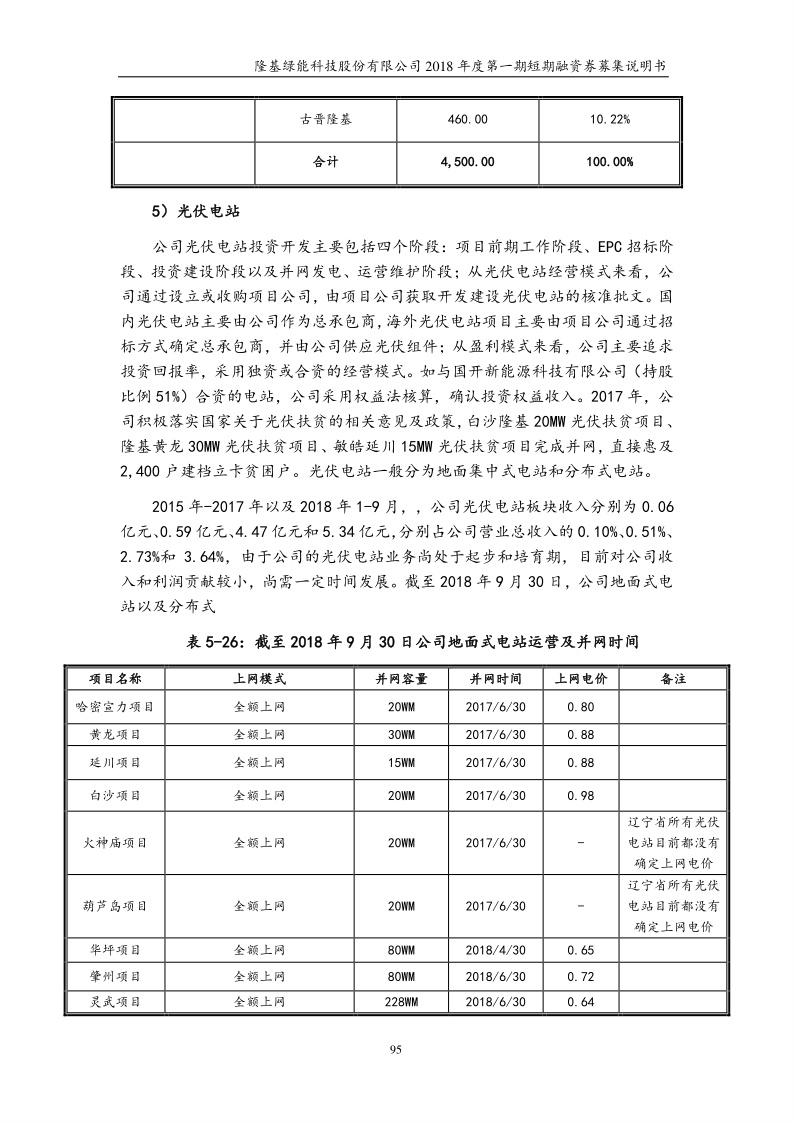 隆基绿能科技股份有限公司 2018 年度第一期短期融资券募集说明书
古晋隆基 460.00 10.22%
合计 4,500.00 100.00%
5）光伏电站
公司光伏电站投资开发主要包括四个阶段：项目前期工作阶段、EPC 招标阶
段、投资建设阶段以及并网发电、运营维护阶段；从光伏电站经营模式来看，公
司通过设立或收购项目公司，由项目公司获取开发建设光伏电站的核准批文。国
内光伏电站主要由公司作为总承包商，海外光伏电站项目主要由项目公司通过招
标方式确定总承包商，并由公司供应光伏组件；从盈利模式来看，公司主要追求
投资回报率，采用独资或合资的经营模式。如与国开新能源科技有限公司（持股
比例 51%）合资的电站，公司采用权益法核算，确认投资权益收入。2017 年，公
司积极落实国家关于光伏扶贫的相关意见及政策，白沙隆基 20MW 光伏扶贫项目、
隆基黄龙 30MW 光伏扶贫项目、敏皓延川 15MW 光伏扶贫项目完成并网，直接惠及
2,400 户建档立卡贫困户。光伏电站一般分为地面集中式电站和分布式电站。
2015 年-2017 年以及 2018 年 1-9 月，，公司光伏电站板块收入分别为 0.06
亿元、0.59 亿元、4.47 亿元和 5.34 亿元，分别占公司营业总收入的 0.10%、0.51%、
2.73%和 3.64%，由于公司的光伏电站业务尚处于起步和培育期，目前对公司收
入和利润贡献较小，尚需一定时间发展。截至 2018 年 9 月 30 日，公司地面式电
站以及分布式
表 5-26：截至 2018 年 9 月 30 日公司地面式电站运营及并网时间
项目名称 上网模式 并网容量 并网时间 上网电价 备注
哈密宣力项目 全额上网 20WM 2017/6/30 0.80
黄龙项目 全额上网 30WM 2017/6/30 0.88
延川项目 全额上网 15WM 2017/6/30 0.88
白沙项目 全额上网 20WM 2017/6/30 0.98
火神庙项目 全额上网 20WM 2017/6/30 - 辽宁省所有光伏
电站目前都没有
确定上网电价
葫芦岛项目 全额上网 20WM 2017/6/30 - 辽宁省所有光伏
电站目前都没有
确定上网电价
华坪项目 全额上网 80WM 2018/4/30 0.65
肇州项目 全额上网 80WM 2018/6/30 0.72
灵武项目 全额上网 228WM 2018/6/30 0.64
95